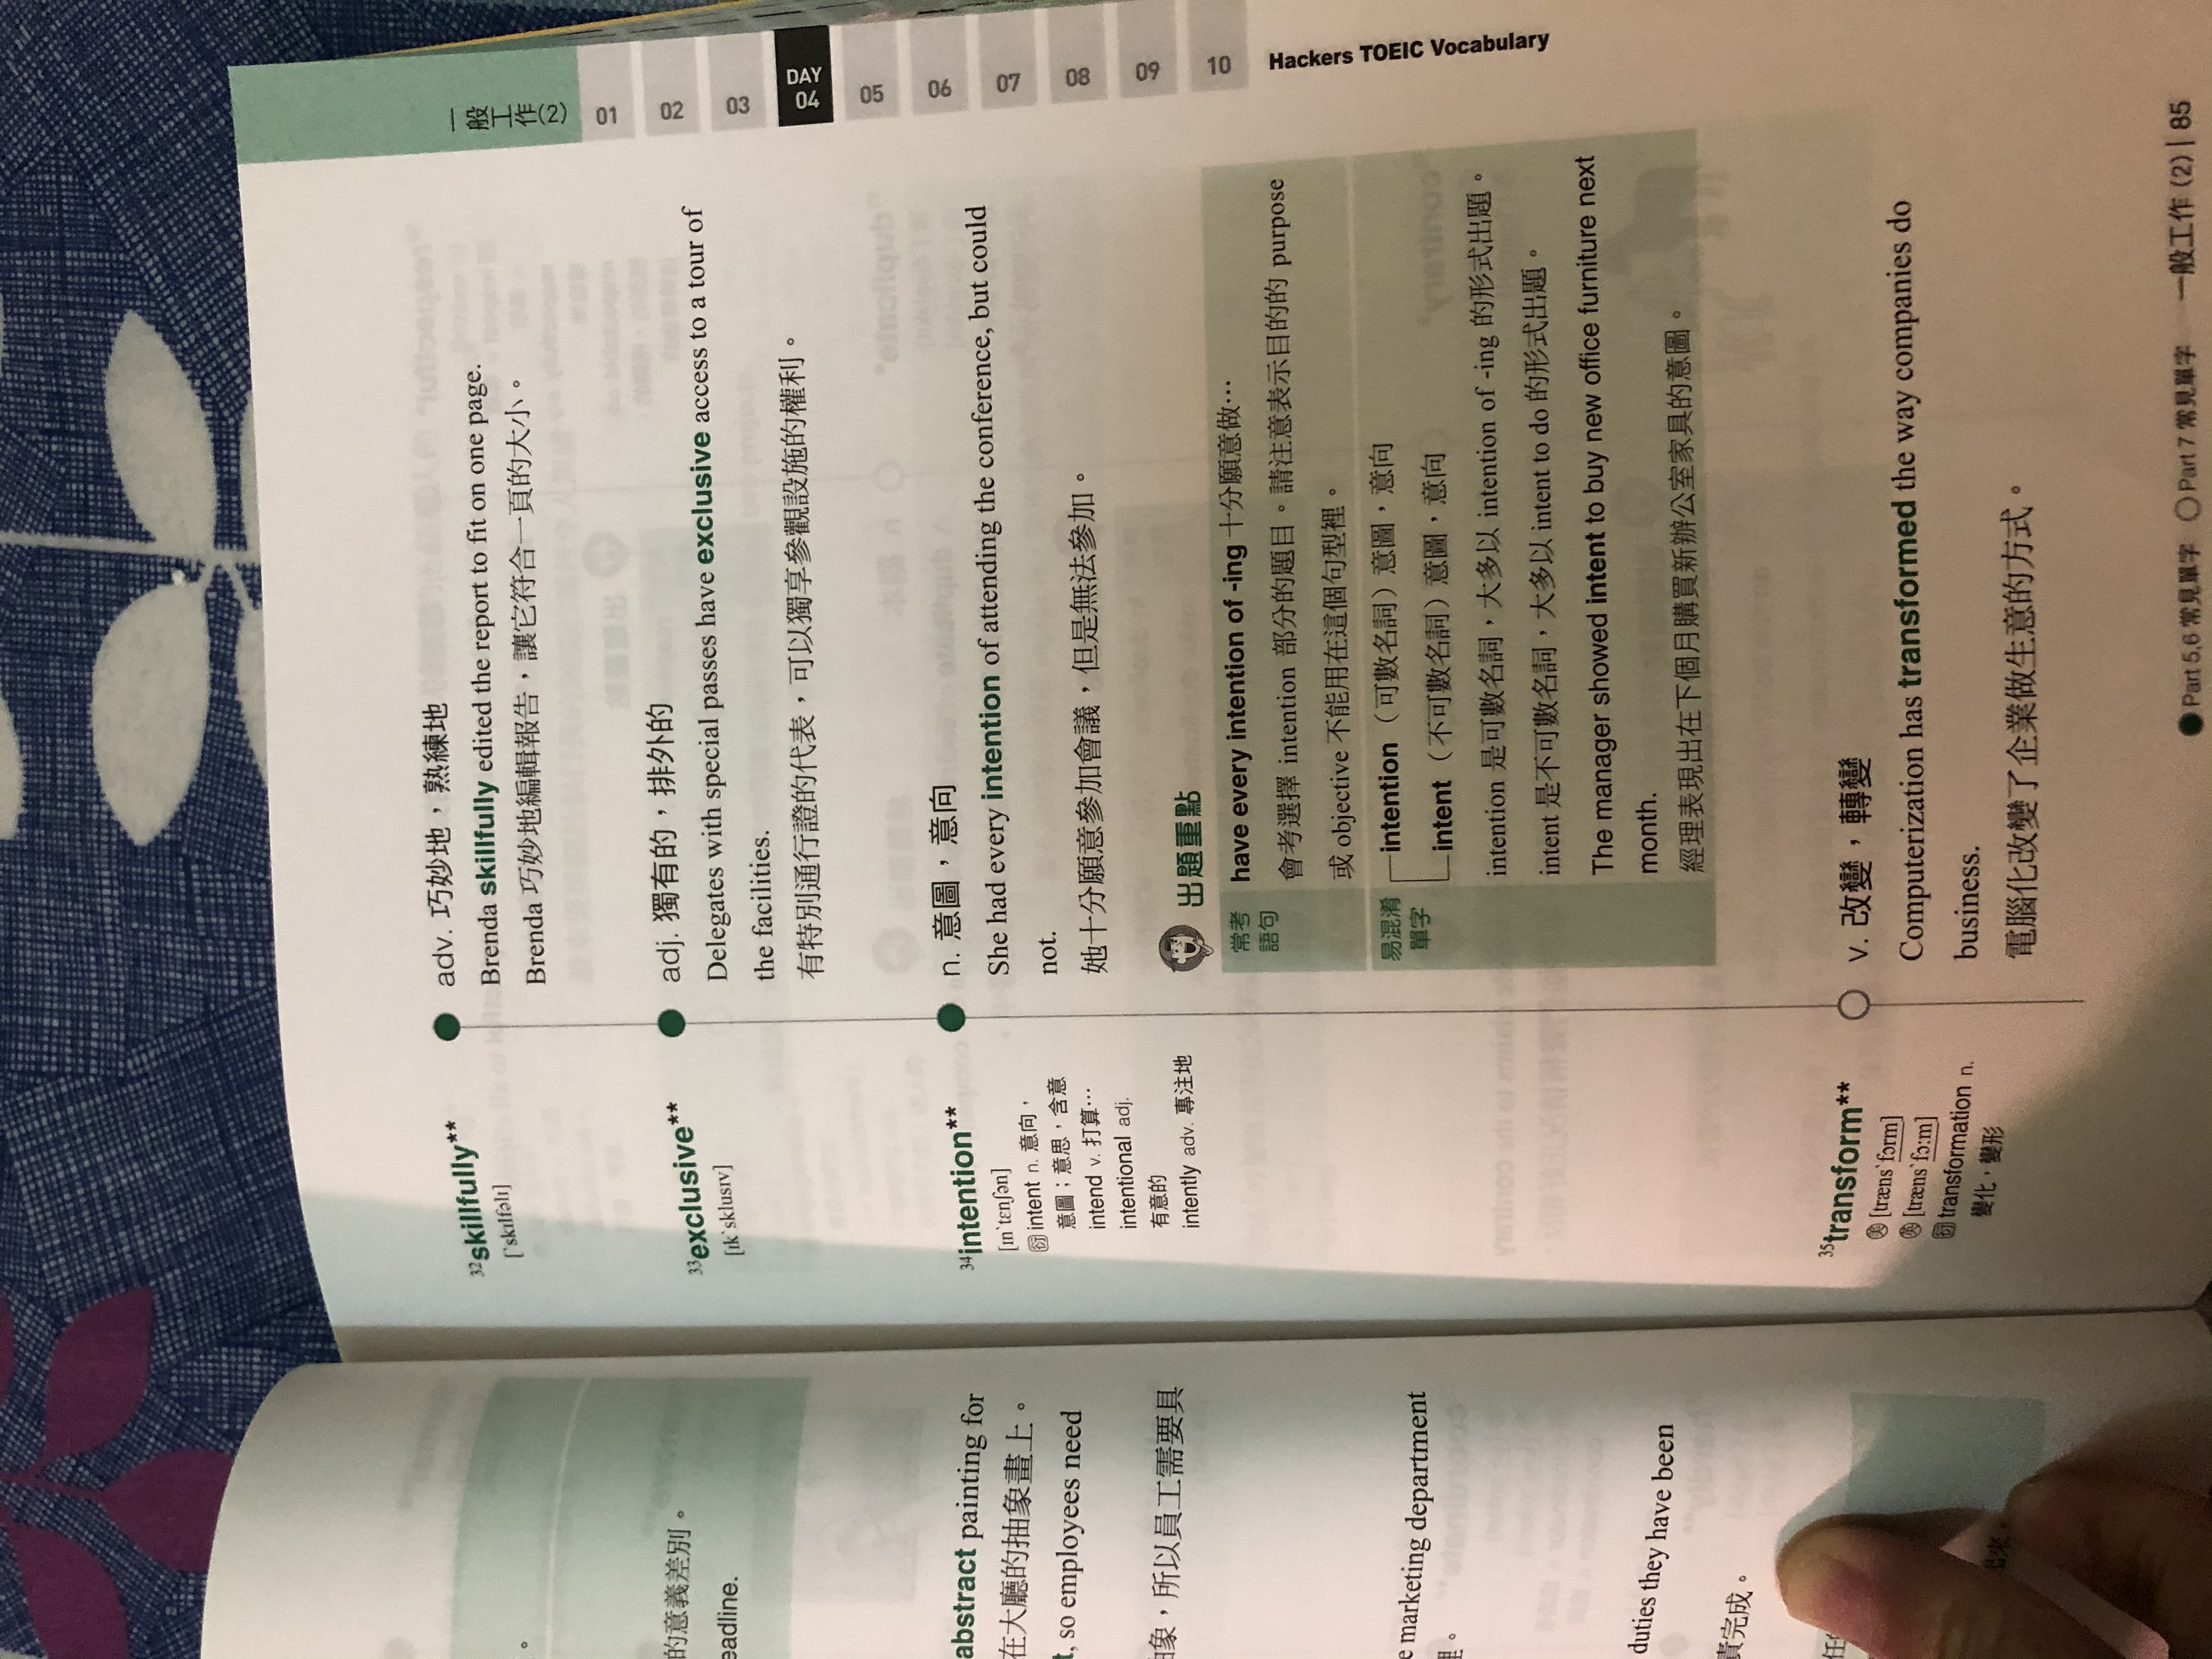 。
的意義差別。
eadline.
abstract painting for
在大廳的抽象畫上。
t, so employees need
象,所以員工需要具
e marketing department
理。
duties they have been
責完成。
任
來。
32skillfully**
[ˋskɪlfəlɪ]
adv. 巧妙地,熟練地
Brenda skillfully edited the report to fit on one page.
Brenda 巧妙地編輯報告,讓它符合一頁的大小。
33exclusive**
[ɪkˋsklusɪv]
adj. 獨有的,排外的
Delegates with special passes have exclusive access to a tour of
the facilities.
有特別通行證的代表,可以獨享參觀設施的權利。
34intention**
[ɪnˋtɛnʃən]
衍 intent n. 意向,
意圖;意思,含意
intend v. 打算…
intentional adj.
有意的
intently adv. 專注地
n. 意圖,意向
She had every intention of attending the conference, but could
not.
她十分願意參加會議,但是無法參加。
出題重點
常考
語句
have every intention of -ing 十分願意做…
會考選擇 intention 部分的題目。請注意表示目的的 purpose
或 objective 不能用在這個句型裡。
易混淆
單字
intention(可數名詞)意圖,意向
intent(不可數名詞)意圖,意向
intention 是可數名詞,大多以 intention of -ing 的形式出題。
intent 是不可數名詞,大多以 intent to do 的形式出題。
The manager showed intent to buy new office furniture next
month.
經理表現出在下個月購買新辦公室家具的意圖。
35transform**
美 [trænsˋfɔrm]
英 [trænsˋfɔ:m]
衍 transformation n.
變化,變形
v. 改變,轉變
Computerization has transformed the way companies do
business.
電腦化改變了企業做生意的方式。
● Part 5,6 常見單字 ○ Part 7 常見單字 一般工作 (2) | 85
一般工作(2)
01
02
03
DAY
04
05
06
07
08
09
10
Hackers TOEIC Vocabulary